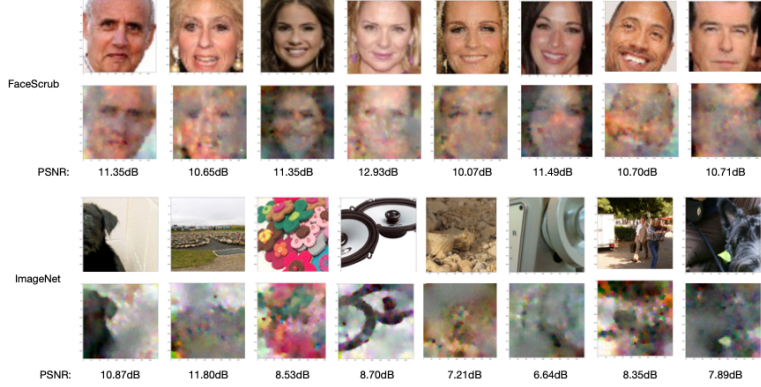 FaceScrub
PSNR: 11.35dB 10.65dB 11.35dB 12.93dB 10.07dB 11.49dB 10.70dB 10.71dB
ImageNet
PSNR: 10.87dB 11.80dB 8.53dB 8.70dB 7.21dB 6.64dB 8.35dB 7.89dB